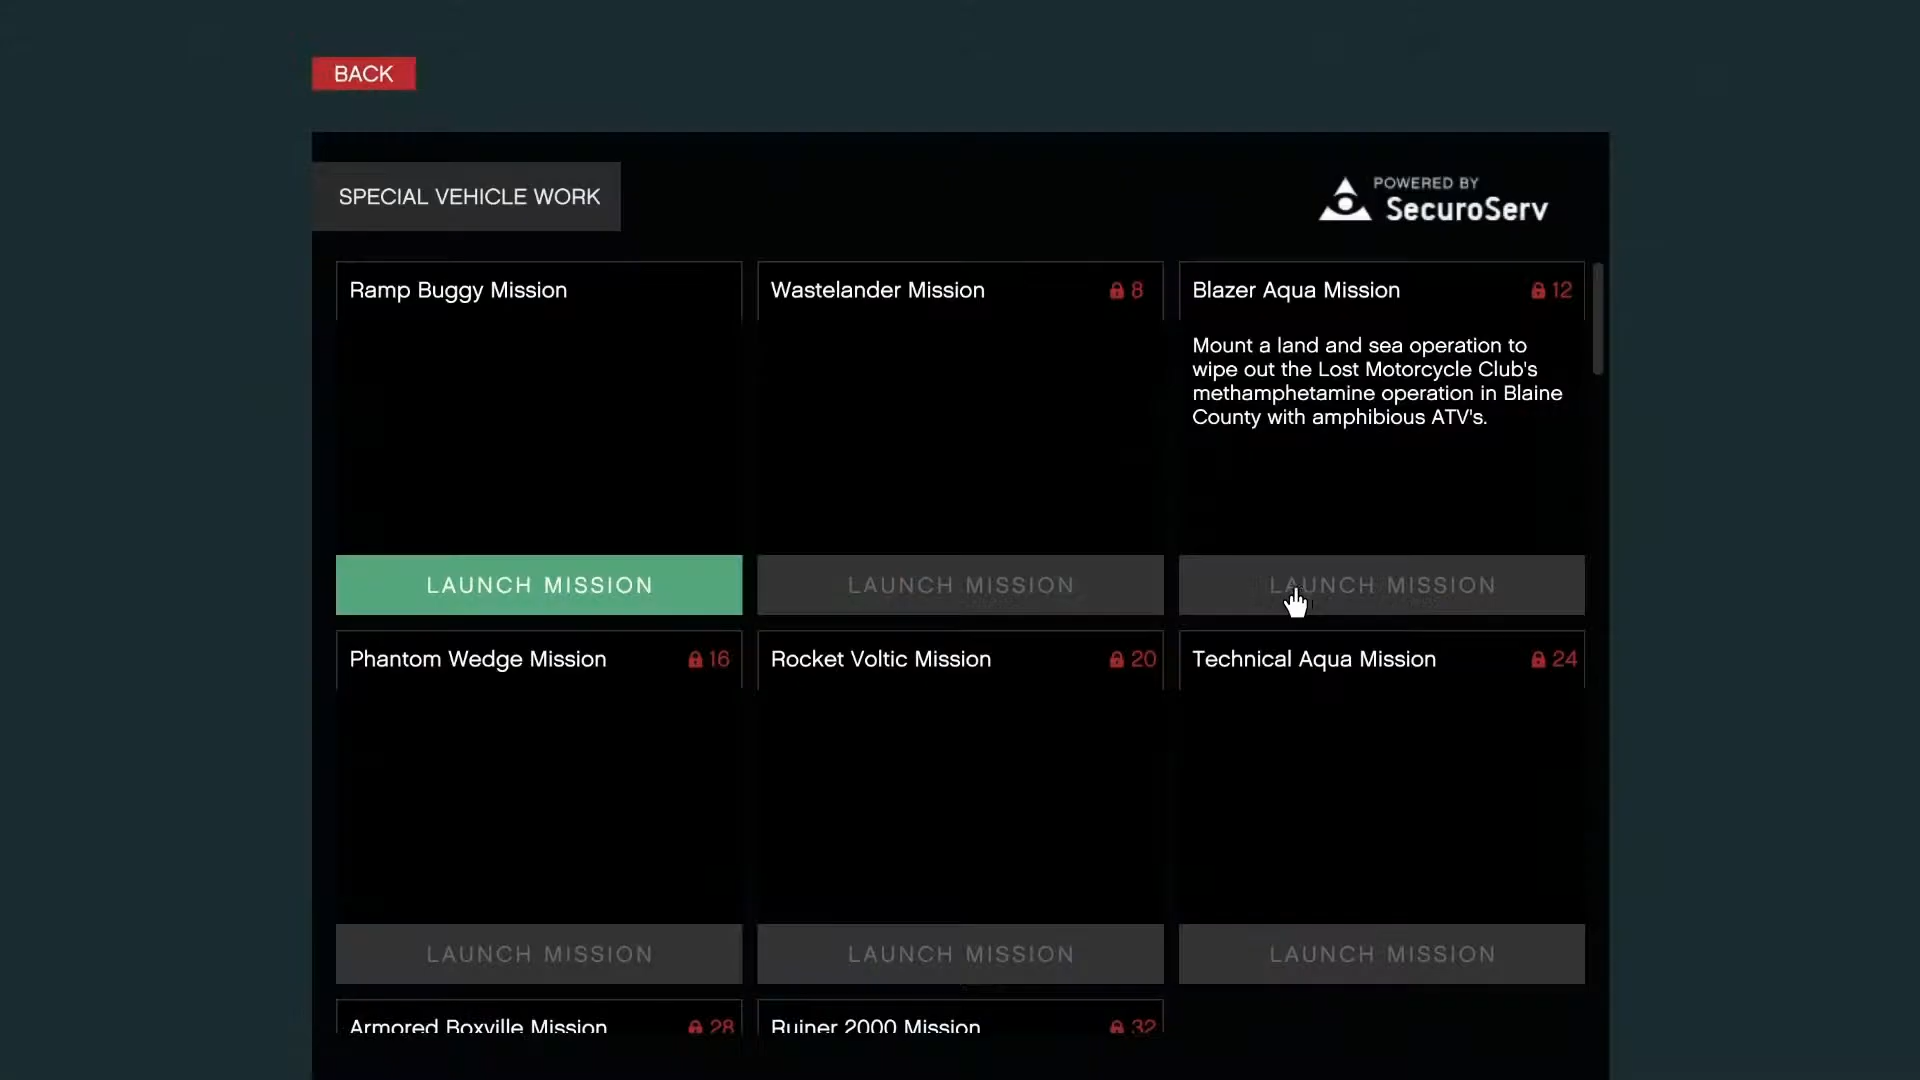 BACK
SPECIAL VEHICLE WORK
POWERED BY
SecuroServ
Ramp Buggy Mission
Wastelander Mission
8
Blazer Aqua Mission
12
Mount a land and sea operation to
wipe out the Lost Motorcycle Club's
methamphetamine operation in Blaine
County with amphibious ATV's.
LAUNCH MISSION
LAUNCH MISSION
LAUNCH MISSION
Phantom Wedge Mission
16
Rocket Voltic Mission
20
Technical Aqua Mission
24
LAUNCH MISSION
LAUNCH MISSION
LAUNCH MISSION
Armored Boxville Mission
28
Ruiner 2000 Mission
32